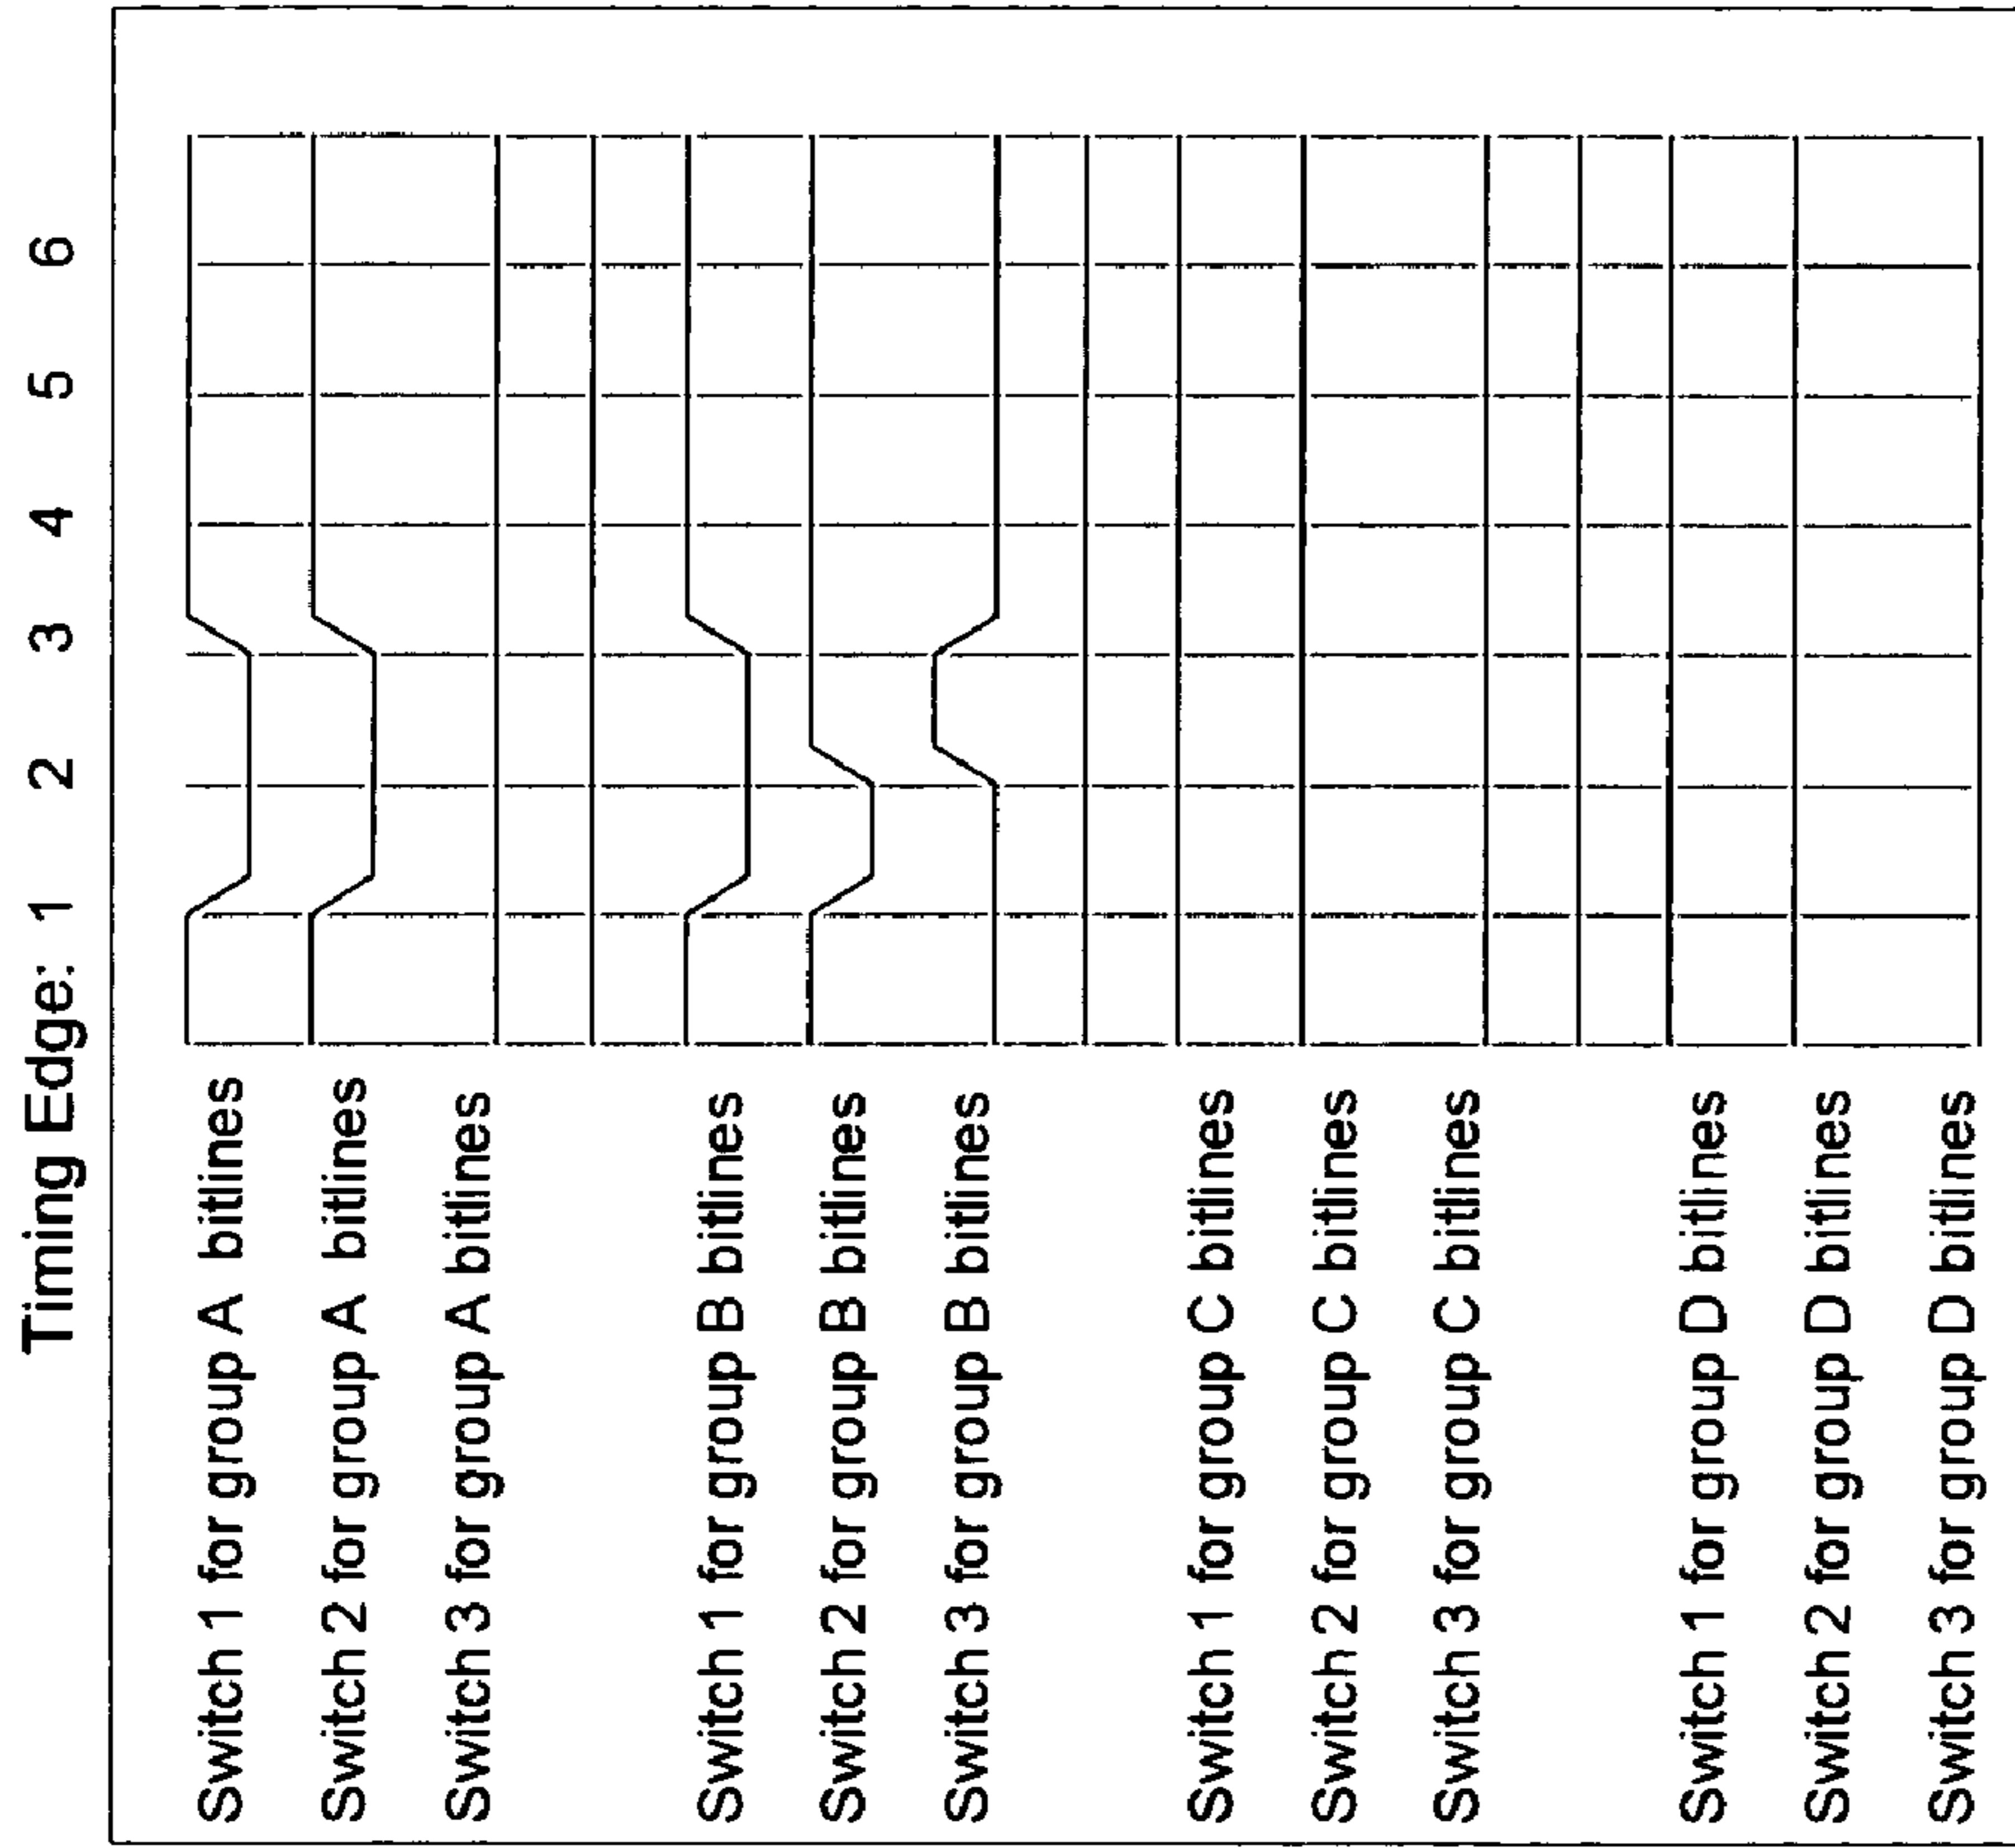 Timing Edge: 1 2 3 4 5 6
Switch 1 for group A bitlines
Switch 2 for group A bitlines
Switch 3 for group A bitlines
Switch 1 for group B bitlines
Switch 2 for group B bitlines
Switch 3 for group B bitlines
Switch 1 for group C bitlines
Switch 2 for group C bitlines
Switch 3 for group C bitlines
Switch 1 for group D bitlines
Switch 2 for group D bitlines
Switch 3 for group D bitlines